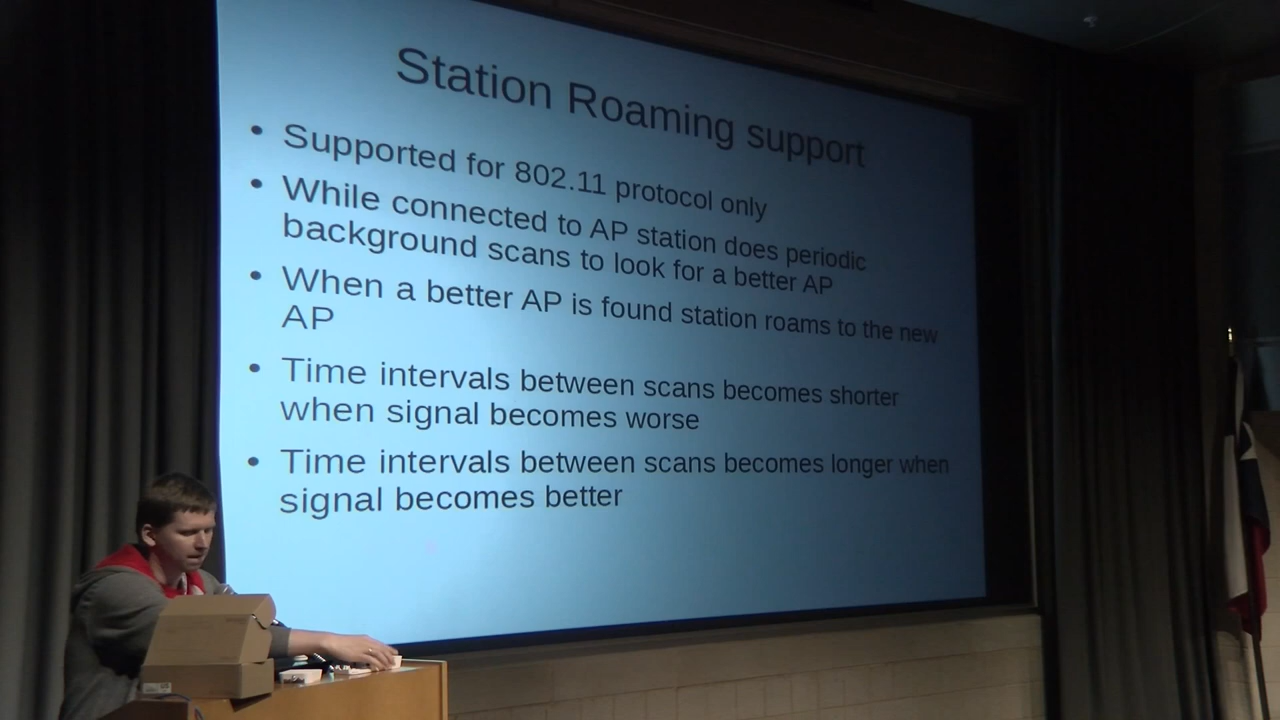 Station Roaming support
• Supported for 802.11 protocol only
• While connected to AP station does periodic
background scans to look for a better AP
• When a better AP is found station roams to the new
AP
• Time intervals between scans becomes shorter
when signal becomes worse
• Time intervals between scans becomes longer when
signal becomes better